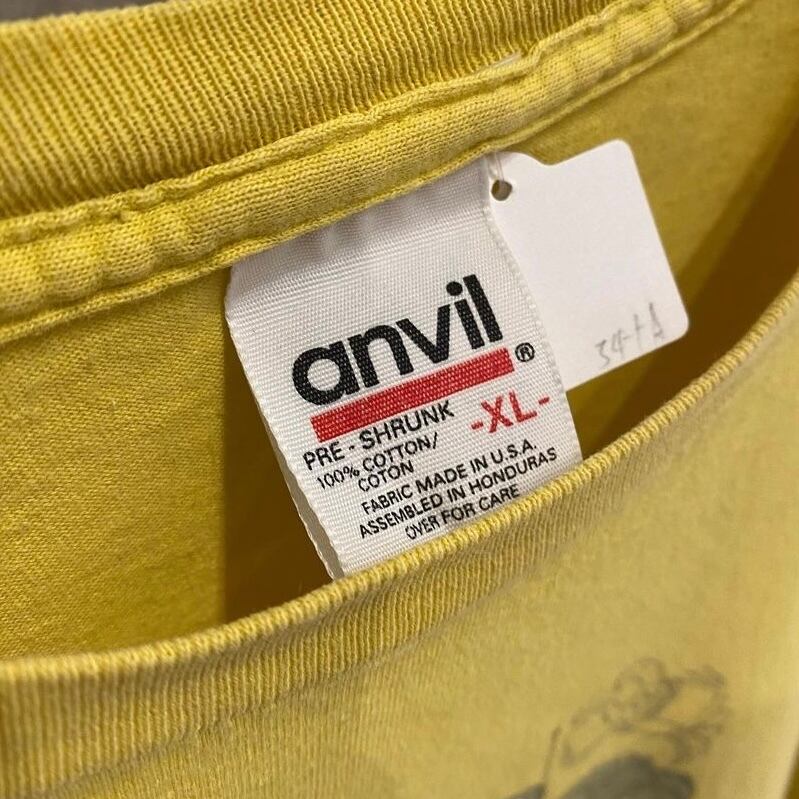 anvil®
-XL-
PRE-SHRUNK
100% COTTON/
COTON
FABRIC MADE IN U.S.A.
ASSEMBLED IN HONDURAS
OVER FOR CARE